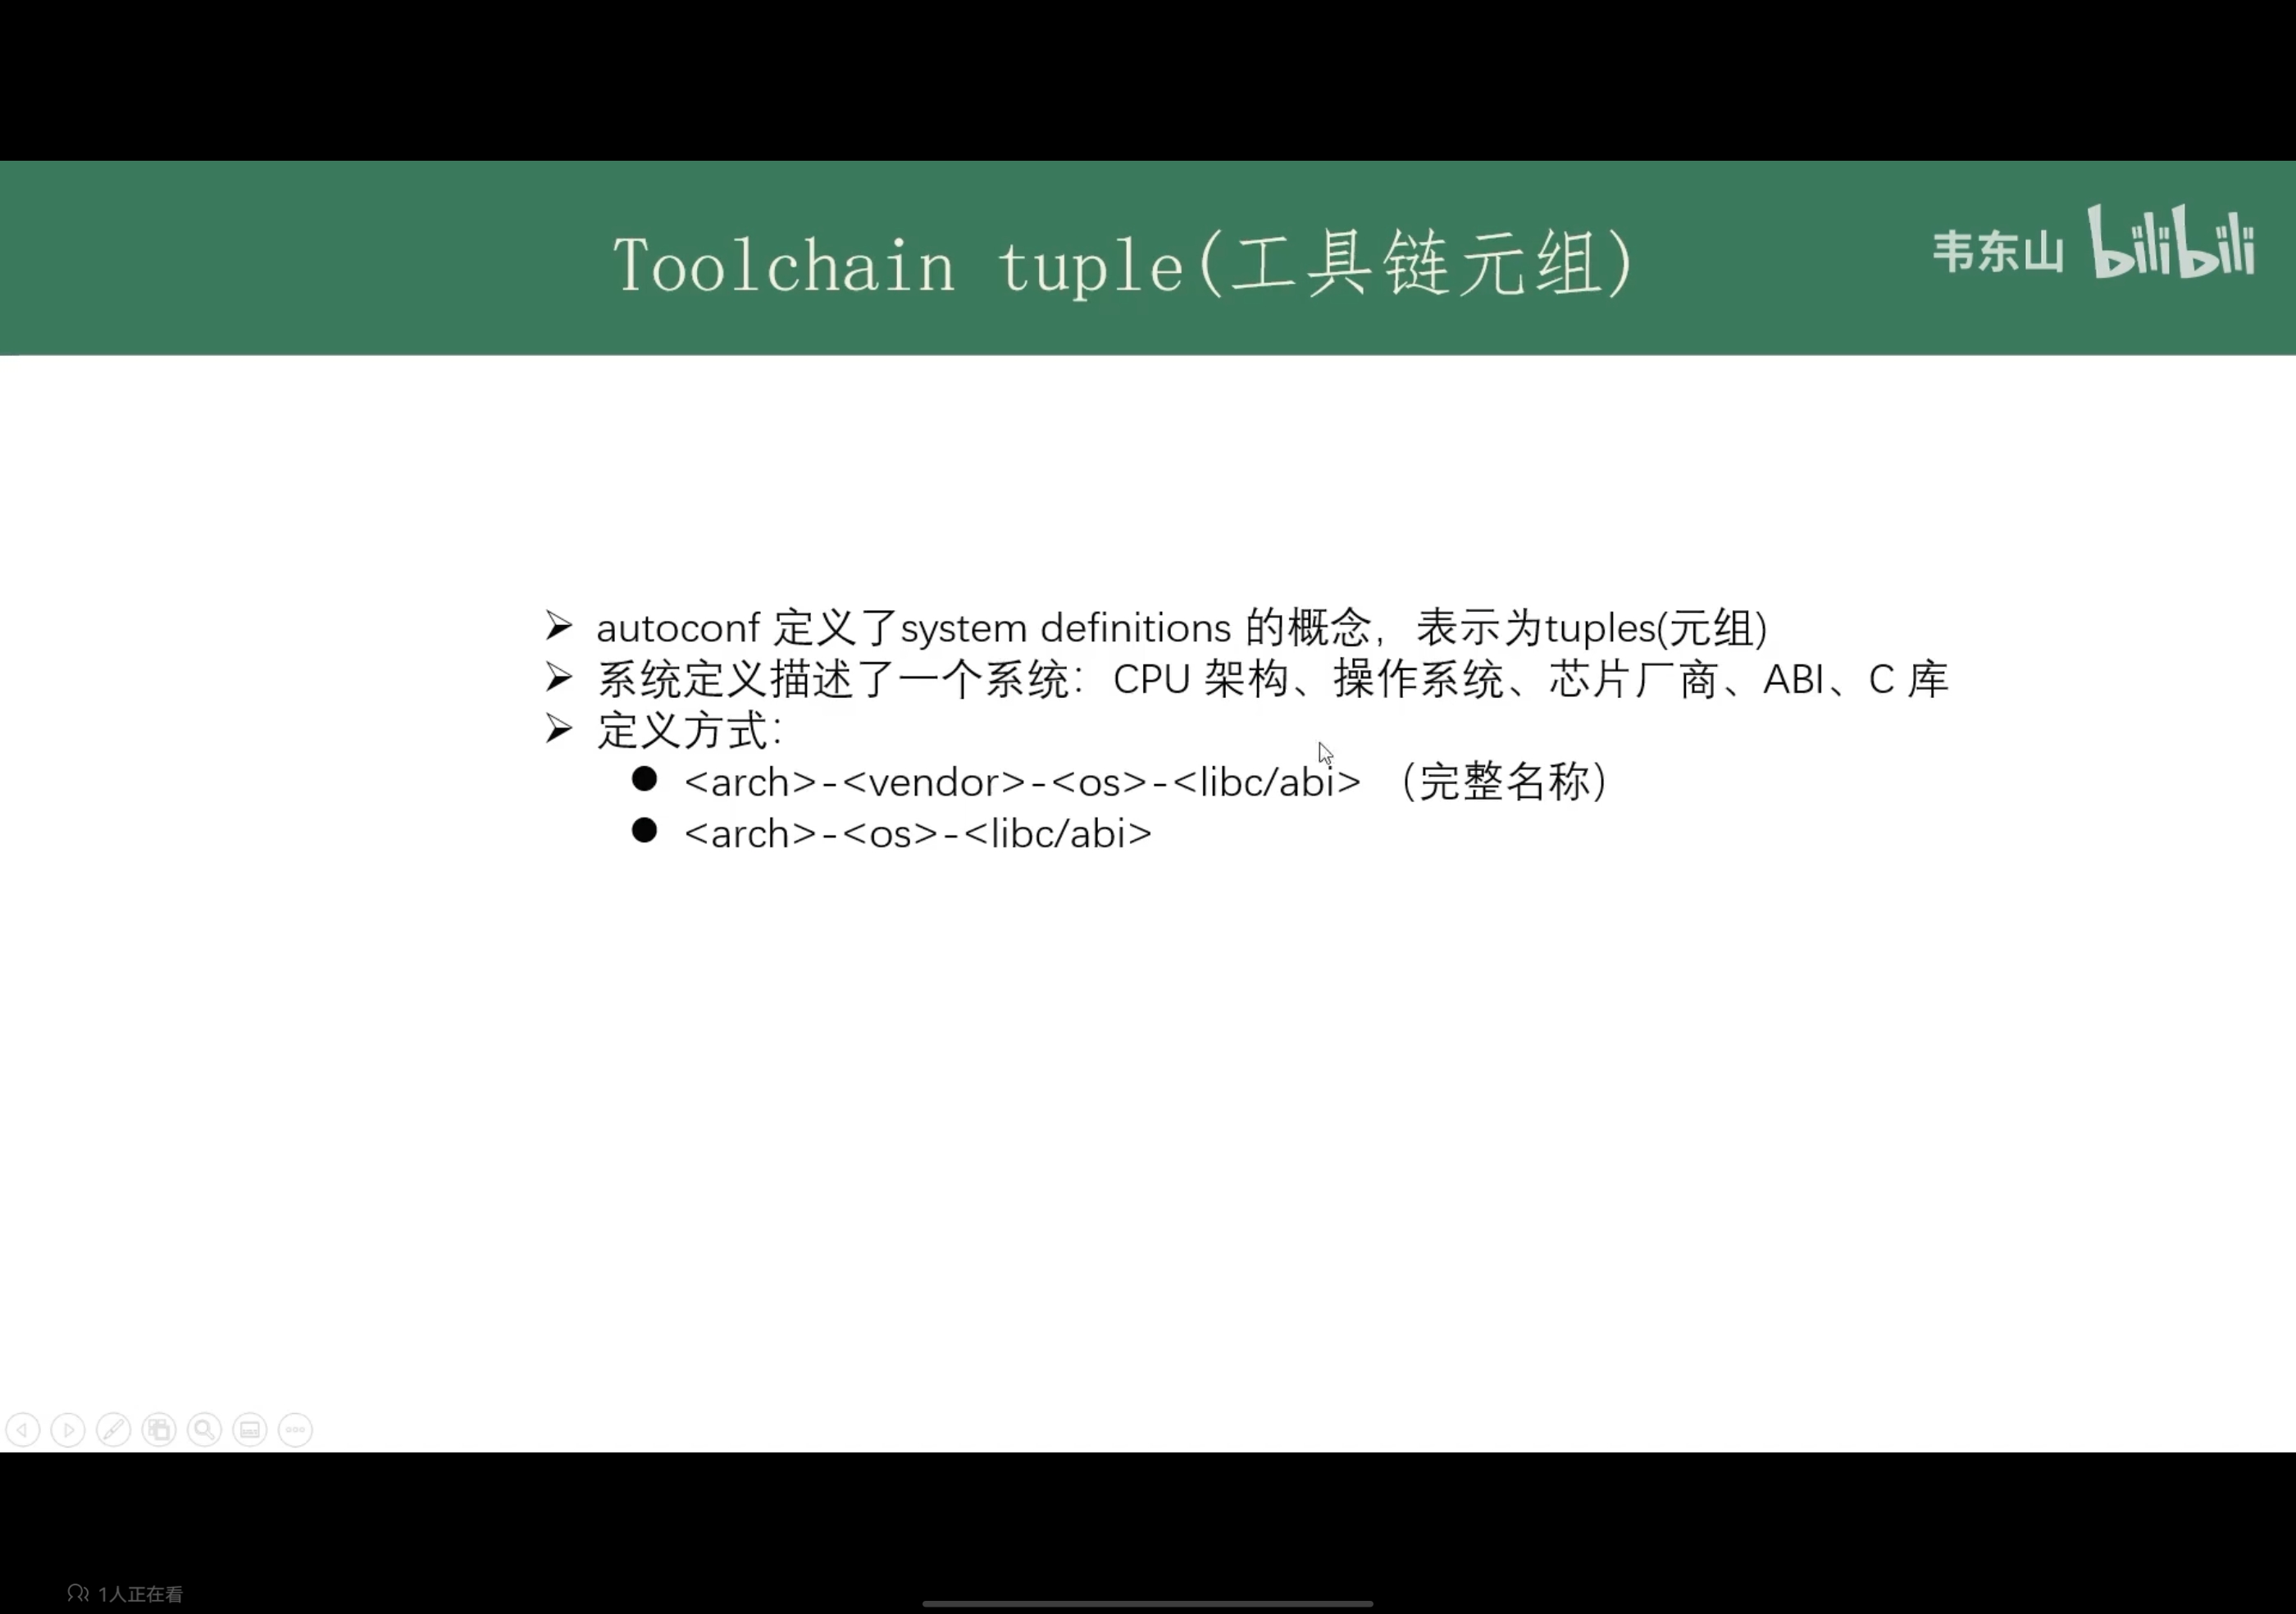 Toolchain tuple(工具链元组)
韦东山 bilibili
autoconf 定义了system definitions 的概念，表示为tuples(元组)
系统定义描述了一个系统：CPU 架构、操作系统、芯片厂商、ABI、C 库
定义方式：
<arch>-<vendor>-<os>-<libc/abi> （完整名称）
<arch>-<os>-<libc/abi>
1人正在看